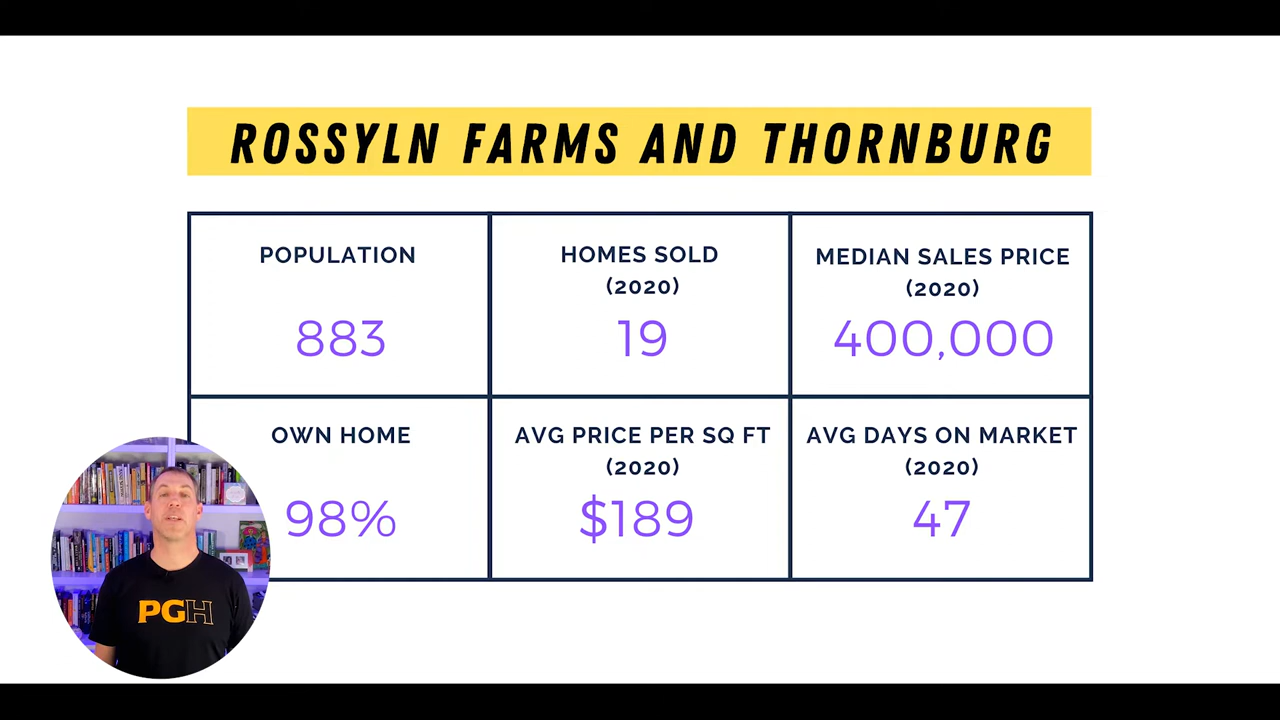 ROSSYLN FARMS AND THORNBURG
POPULATION
883
HOMES SOLD
(2020)
19
MEDIAN SALES PRICE
(2020)
400,000
OWN HOME
98%
AVG PRICE PER SQ FT
(2020)
$189
AVG DAYS ON MARKET
(2020)
47
PGH